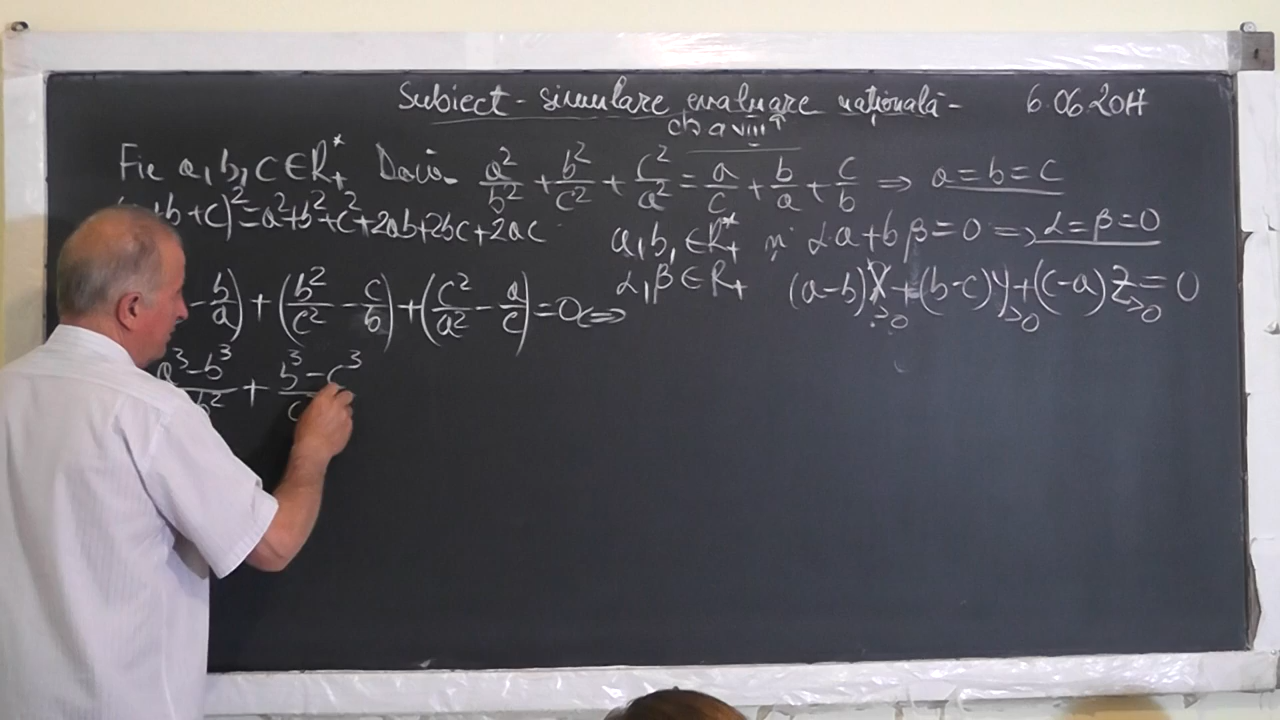 Subiect - simulare evaluare națională - 6.06.2017
cls a VIII a
Fie a, b, c ∈ R₊* Dacă a²/b² + b²/c² + c²/a² = a/c + b/a + c/b ⇒ a = b = c
+b + c)² = a² + b² + c² + 2ab + 2bc + 2ac
a, b, ∈ R₊* și αa + bβ = 0 ⇒ α = β = 0
- b/a) + (b²/c² - c/b) + (c²/a² - a/c) = 0 ⇔
α, β ∈ R₊ (a-b)X + (b-c)y + (c-a)Z = 0
>0 >0 >0
a³-b³/b² + b³-c³/c